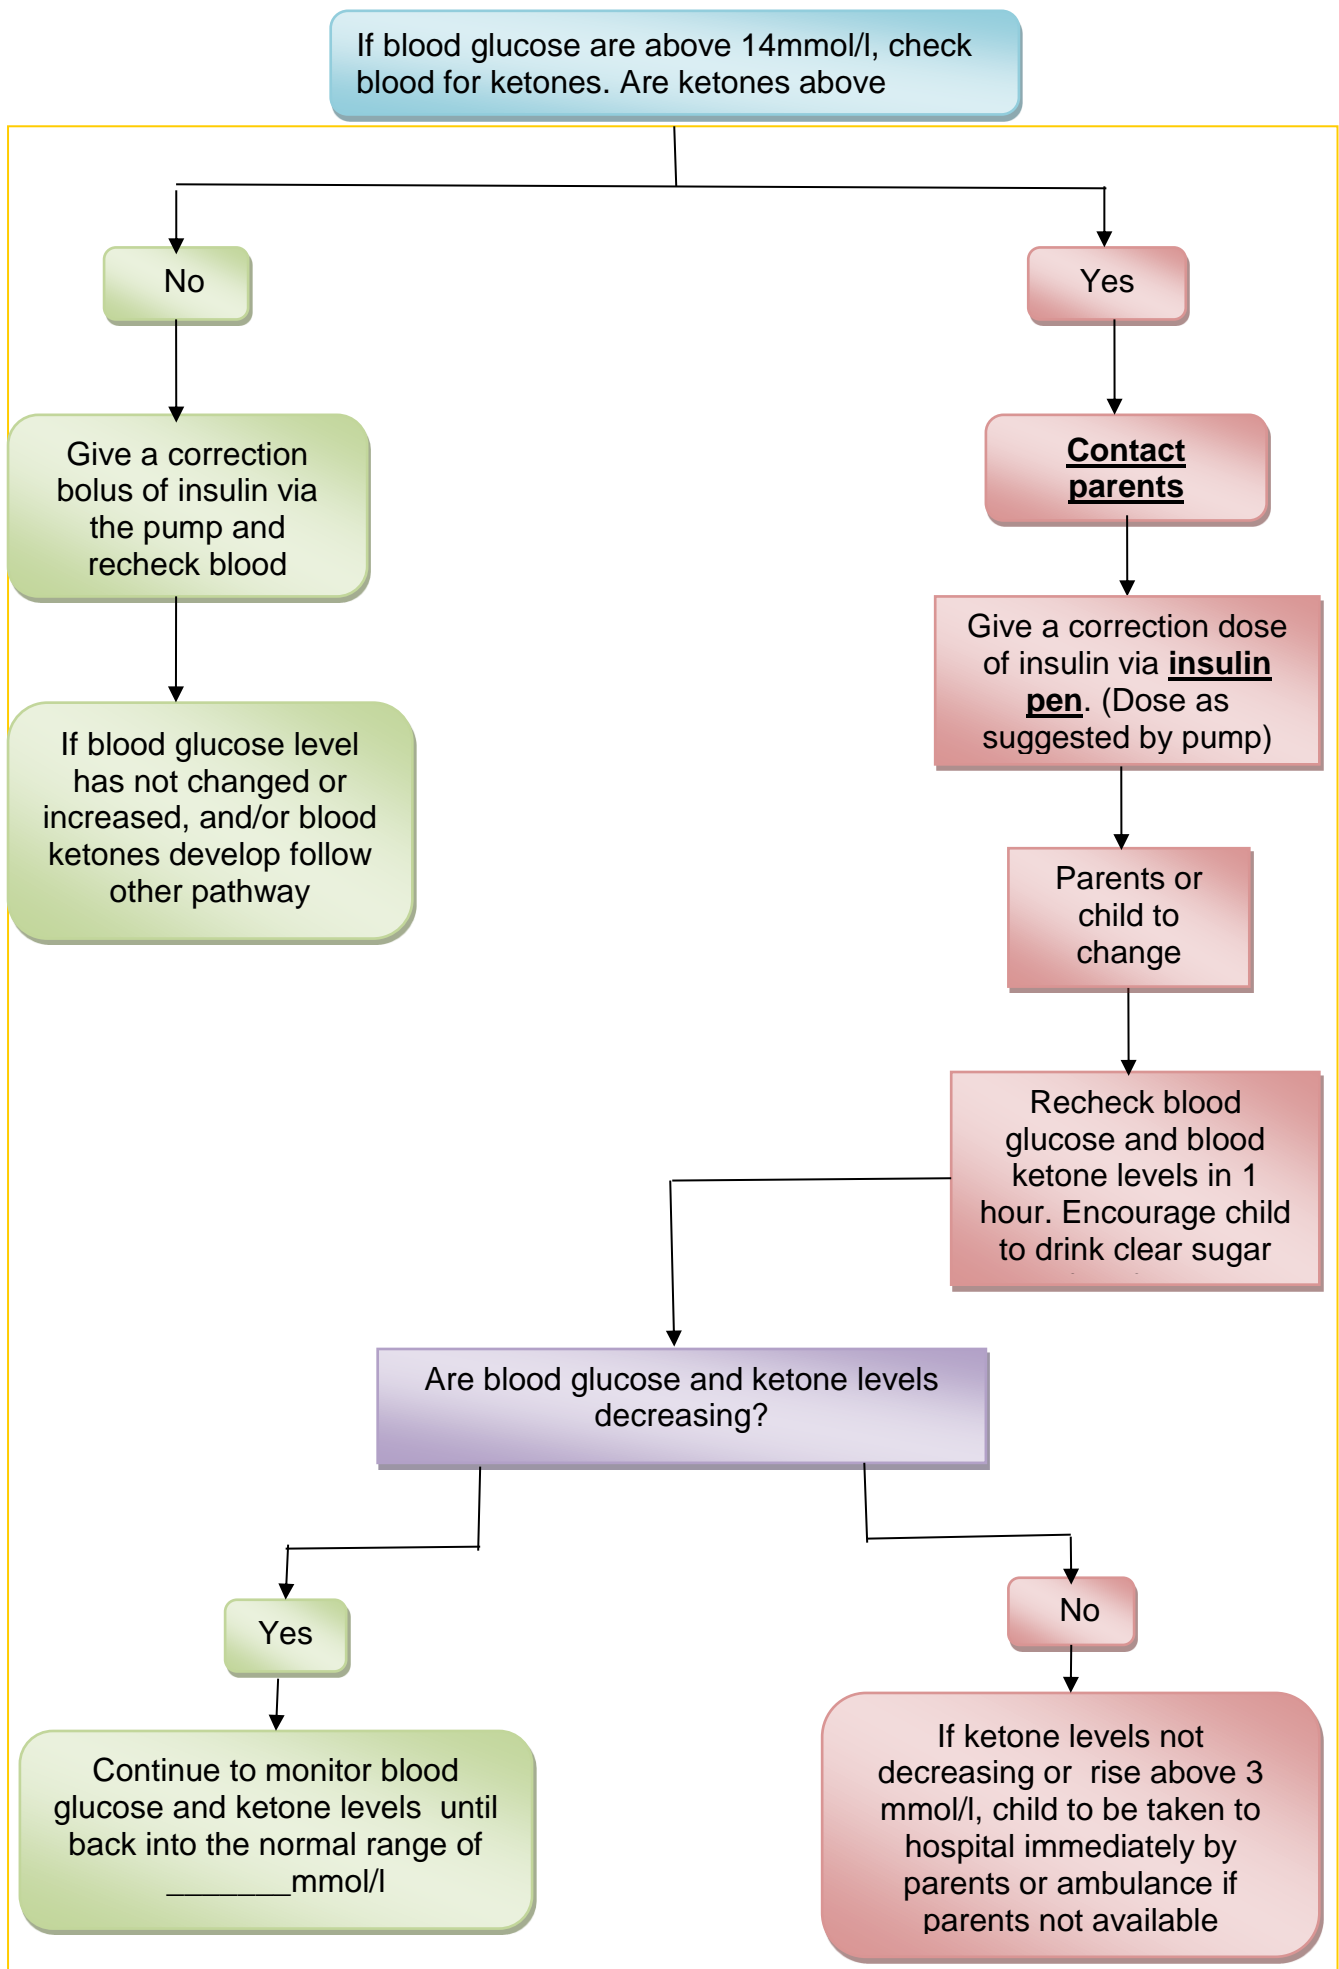 If blood glucose are above 14mmol/l, check
blood for ketones. Are ketones above
No
Yes
Give a correction
bolus of insulin via
the pump and
recheck blood
Contact
parents
If blood glucose level
has not changed or
increased, and/or blood
ketones develop follow
other pathway
Give a correction dose
of insulin via insulin
pen. (Dose as
suggested by pump)
Parents or
child to
change
Recheck blood
glucose and blood
ketone levels in 1
hour. Encourage child
to drink clear sugar
Are blood glucose and ketone levels
decreasing?
Yes
No
Continue to monitor blood
glucose and ketone levels  until
back into the normal range of
_______mmol/l
If ketone levels not
decreasing or  rise above 3
mmol/l, child to be taken to
hospital immediately by
parents or ambulance if
parents not available